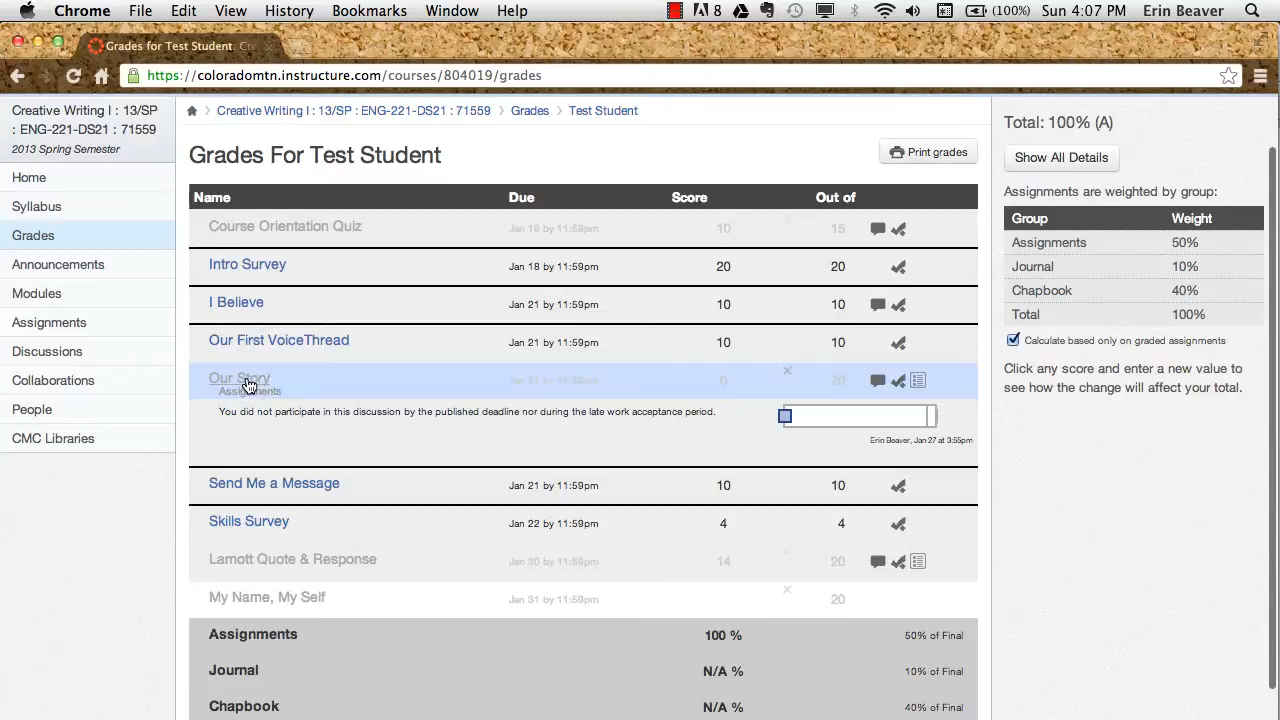 Chrome File Edit View History Bookmarks Window Help 8 (100%) Sun 4:07 PM Erin Beaver
Grades for Test Student: Cre
https://coloradomtn.instructure.com/courses/804019/grades
Creative Writing I : 13/SP
: ENG-221-DS21 : 71559
2013 Spring Semester
Home
Syllabus
Grades
Announcements
Modules
Assignments
Discussions
Collaborations
People
CMC Libraries
Creative Writing I : 13/SP : ENG-221-DS21 : 71559 Grades Test Student
Grades For Test Student
Print grades
Name Due Score Out of
Course Orientation Quiz Jan 18 by 11:59pm 10 15
Intro Survey Jan 18 by 11:59pm 20 20
I Believe Jan 21 by 11:59pm 10 10
Our First VoiceThread Jan 21 by 11:59pm 10 10
Our Story Jan 21 by 11:59pm 0 20
Assignments
You did not participate in this discussion by the published deadline nor during the late work acceptance period.
Erin Beaver, Jan 27 at 3:55pm
Send Me a Message Jan 21 by 11:59pm 10 10
Skills Survey Jan 22 by 11:59pm 4 4
Lamott Quote & Response Jan 30 by 11:59pm 14 20
My Name, My Self Jan 31 by 11:59pm 20
Assignments 100 % 50% of Final
Journal N/A % 10% of Final
Chapbook N/A % 40% of Final
Total: 100% (A)
Show All Details
Assignments are weighted by group:
Group Weight
Assignments 50%
Journal 10%
Chapbook 40%
Total 100%
Calculate based only on graded assignments
Click any score and enter a new value to
see how the change will affect your total.